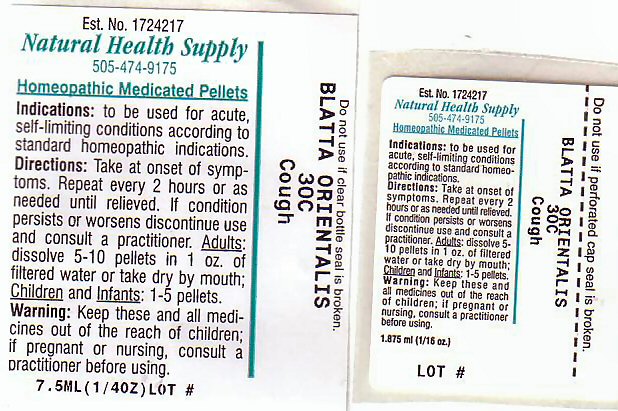 Est. No. 1724217
Natural Health Supply
505-474-9175
Homeopathic Medicated Pellets
Indications: to be used for acute,
self-limiting conditions according to
standard homeopathic indications.
Directions: Take at onset of symp-
toms. Repeat every 2 hours or as
needed until relieved. If condition
persists or worsens discontinue use
and consult a practitioner. Adults:
dissolve 5-10 pellets in 1 oz. of
filtered water or take dry by mouth;
Children and Infants: 1-5 pellets.
Warning: Keep these and all medi-
cines out of the reach of children;
if pregnant or nursing, consult a
practitioner before using.
7.5ML(1/4OZ)LOT #
Do not use if clear bottle seal is broken.
BLATTA ORIENTALIS
30C
Cough
Est. No. 1724217
Natural Health Supply
505-474-9175
Homeopathic Medicated Pellets
Indications: to be used for
acute, self-limiting conditions
according to standard homeo-
pathic indications.
Directions: Take at onset of
symptoms. Repeat every 2
hours or as needed until relieved.
If condition persists or worsens
discontinue use and consult a
practitioner. Adults: dissolve 5-
10 pellets in 1 oz. of filtered
water or take dry by mouth;
Children and Infants: 1-5 pellets.
Warning: Keep these and
all medicines out of the reach
of children; if pregnant or
nursing, consult a practitioner
before using.
1.875 ml (1/16 oz.)
LOT #
Do not use if perforated cap seal is broken.
BLATTA ORIENTALIS
30C
Cough